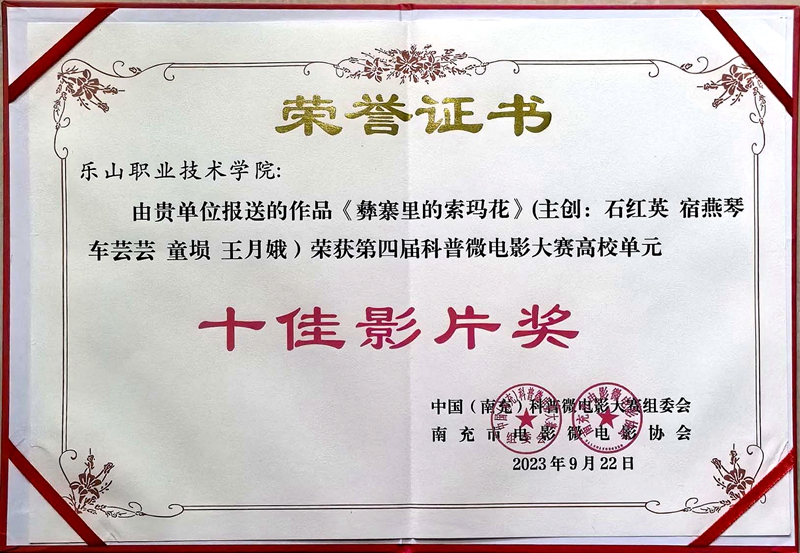 荣誉证书
乐山职业技术学院:
由贵单位报送的作品《彝寨里的索玛花》(主创：石红英 宿燕琴
车芸芸 童埙 王月娥）荣获第四届科普微电影大赛高校单元
十佳影片奖
中国（南充）科普微电影大赛组委会
南充市电影微电影协会
2023年9月22日